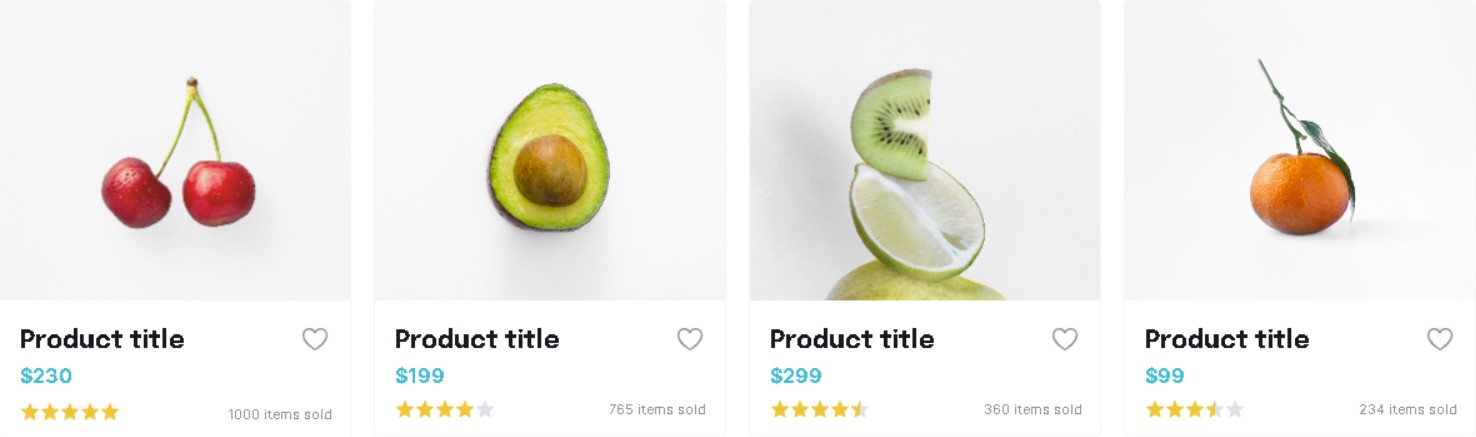 Product title
$230
1000 items sold
Product title
$199
765 items sold
Product title
$299
360 items sold
Product title
$99
234 items sold